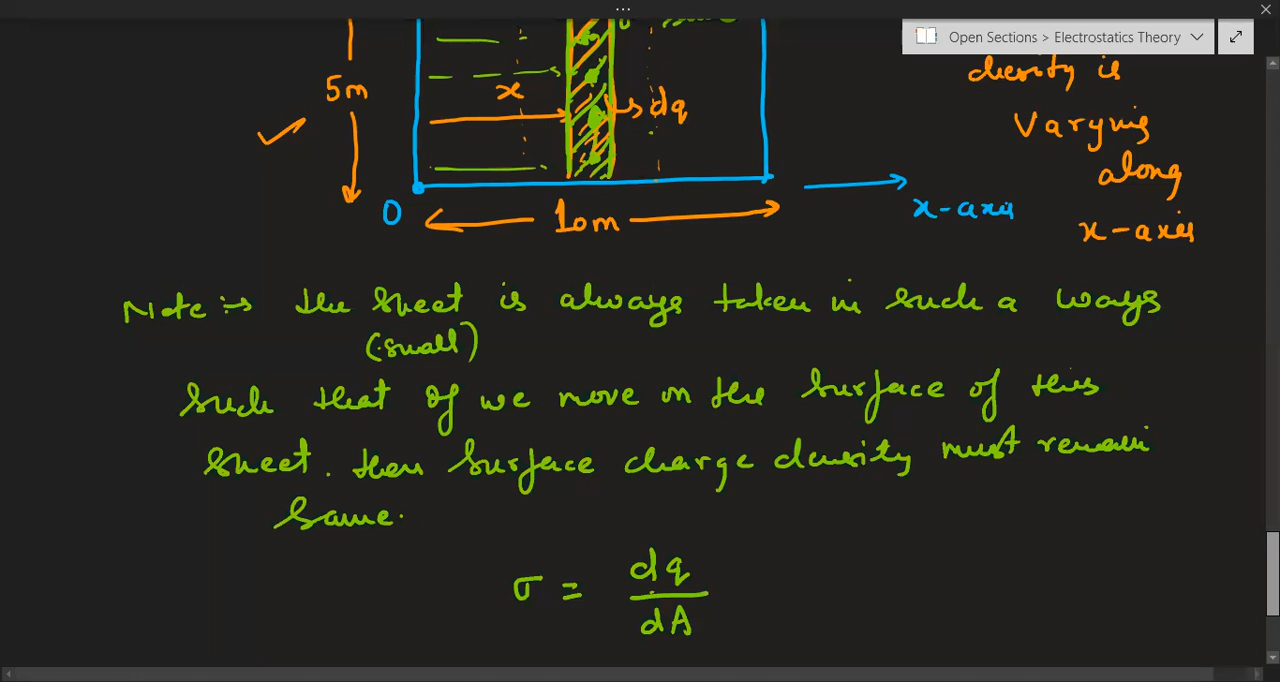 Open Sections > Electrostatics Theory
density is
varying
along
x-axis
5m
x
dq
O
10m
x-axis
Note :→ the sheet is always taken in such a ways
(small)
such that if we move on the surface of this
sheet. then surface charge density must remain
same.
σ = dq
dA